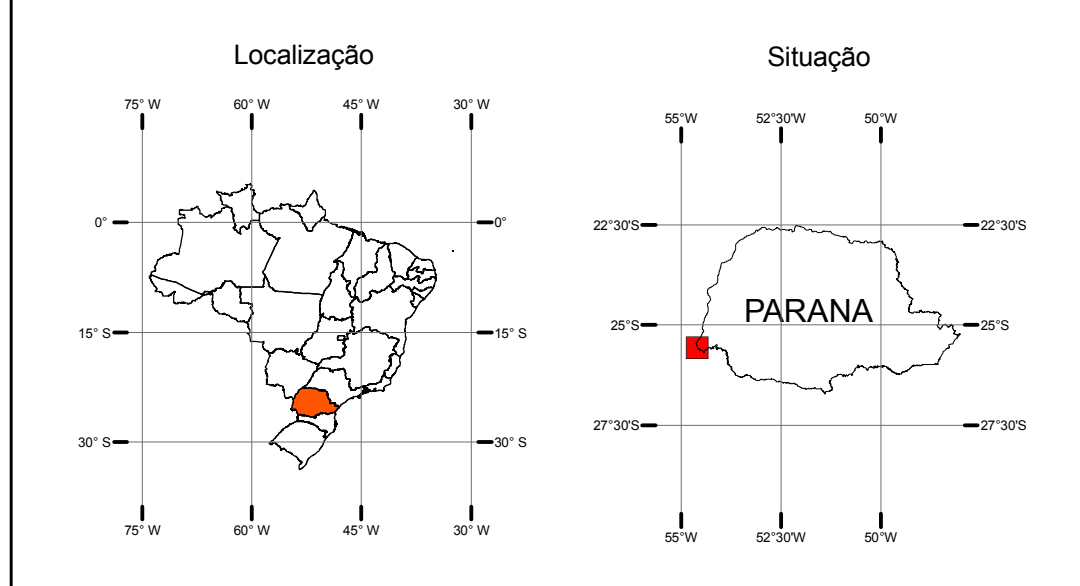 Localização
75° W 60° W 45° W 30° W
0° 0°
15° S 15° S
30° S 30° S
75° W 60° W 45° W 30° W
Situação
55°W 52°30'W 50°W
22°30'S 22°30'S
PARANA
25°S 25°S
27°30'S 27°30'S
55°W 52°30'W 50°W